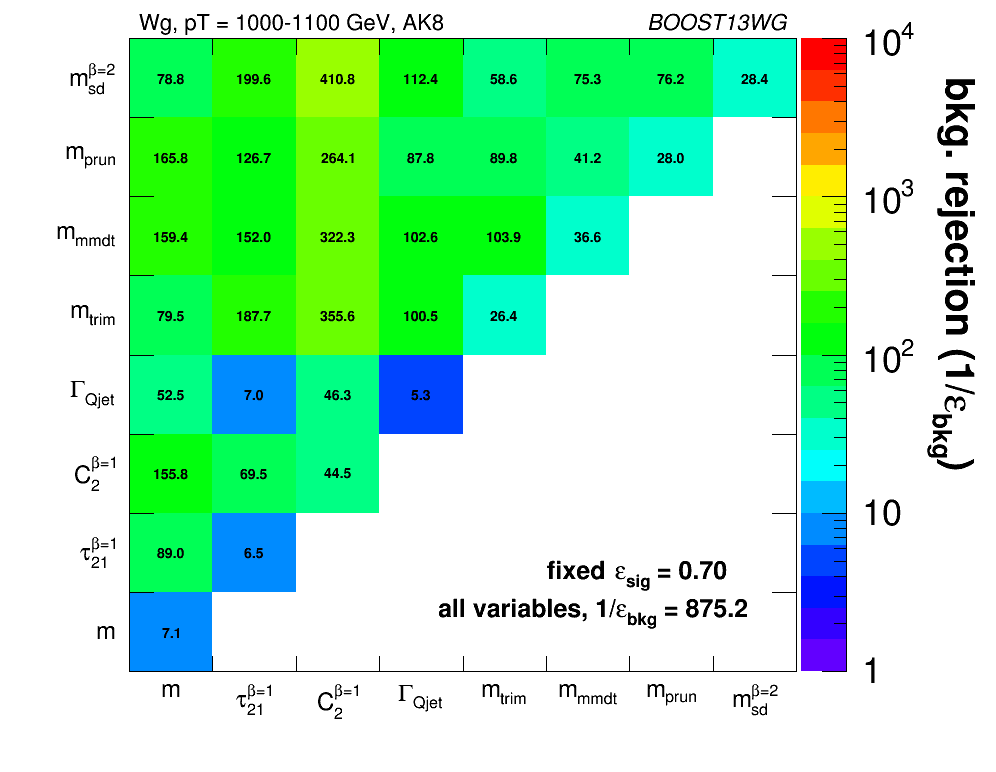 Wg, pT = 1000-1100 GeV, AK8 BOOST13WG
m_sd^β=2 78.8 199.6 410.8 112.4 58.6 75.3 76.2 28.4
m_prun 165.8 126.7 264.1 87.8 89.8 41.2 28.0
m_mmdt 159.4 152.0 322.3 102.6 103.9 36.6
m_trim 79.5 187.7 355.6 100.5 26.4
Γ_Qjet 52.5 7.0 46.3 5.3
C_2^β=1 155.8 69.5 44.5
τ_21^β=1 89.0 6.5
fixed ε_sig = 0.70
all variables, 1/ε_bkg = 875.2
m 7.1
m τ_21^β=1 C_2^β=1 Γ_Qjet m_trim m_mmdt m_prun m_sd^β=2
10^4
10^3
10^2
10
1
bkg. rejection (1/ε_bkg)